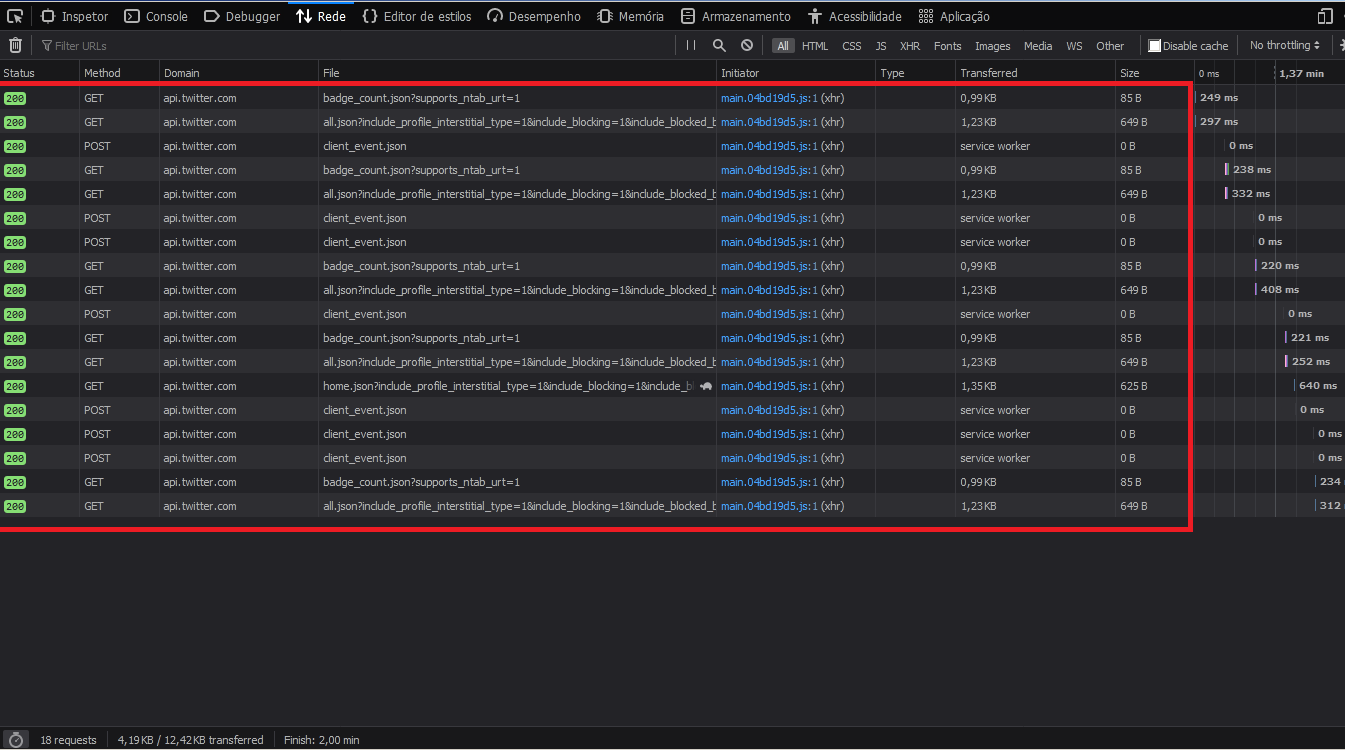 Inspetor Console Debugger Rede Editor de estilos Desempenho Memória Armazenamento Acessibilidade Aplicação
Filter URLs All HTML CSS JS XHR Fonts Images Media WS Other Disable cache No throttling
Status Method Domain File Initiator Type Transferred Size 0 ms 1,37 min
200 GET api.twitter.com badge_count.json?supports_ntab_urt=1 main.04bd19d5.js:1 (xhr) 0,99 KB 85 B 249 ms
200 GET api.twitter.com all.json?include_profile_interstitial_type=1&include_blocking=1&include_blocked_b main.04bd19d5.js:1 (xhr) 1,23 KB 649 B 297 ms
200 POST api.twitter.com client_event.json main.04bd19d5.js:1 (xhr) service worker 0 B 0 ms
200 GET api.twitter.com badge_count.json?supports_ntab_urt=1 main.04bd19d5.js:1 (xhr) 0,99 KB 85 B 238 ms
200 GET api.twitter.com all.json?include_profile_interstitial_type=1&include_blocking=1&include_blocked_b main.04bd19d5.js:1 (xhr) 1,23 KB 649 B 332 ms
200 POST api.twitter.com client_event.json main.04bd19d5.js:1 (xhr) service worker 0 B 0 ms
200 POST api.twitter.com client_event.json main.04bd19d5.js:1 (xhr) service worker 0 B 0 ms
200 GET api.twitter.com badge_count.json?supports_ntab_urt=1 main.04bd19d5.js:1 (xhr) 0,99 KB 85 B 220 ms
200 GET api.twitter.com all.json?include_profile_interstitial_type=1&include_blocking=1&include_blocked_b main.04bd19d5.js:1 (xhr) 1,23 KB 649 B 408 ms
200 POST api.twitter.com client_event.json main.04bd19d5.js:1 (xhr) service worker 0 B 0 ms
200 GET api.twitter.com badge_count.json?supports_ntab_urt=1 main.04bd19d5.js:1 (xhr) 0,99 KB 85 B 221 ms
200 GET api.twitter.com all.json?include_profile_interstitial_type=1&include_blocking=1&include_blocked_b main.04bd19d5.js:1 (xhr) 1,23 KB 649 B 252 ms
200 GET api.twitter.com home.json?include_profile_interstitial_type=1&include_blocking=1&include_bl main.04bd19d5.js:1 (xhr) 1,35 KB 625 B 640 ms
200 POST api.twitter.com client_event.json main.04bd19d5.js:1 (xhr) service worker 0 B 0 ms
200 POST api.twitter.com client_event.json main.04bd19d5.js:1 (xhr) service worker 0 B 0 ms
200 POST api.twitter.com client_event.json main.04bd19d5.js:1 (xhr) service worker 0 B 0 ms
200 GET api.twitter.com badge_count.json?supports_ntab_urt=1 main.04bd19d5.js:1 (xhr) 0,99 KB 85 B 234
200 GET api.twitter.com all.json?include_profile_interstitial_type=1&include_blocking=1&include_blocked_b main.04bd19d5.js:1 (xhr) 1,23 KB 649 B 312
18 requests 4,19 KB / 12,42 KB transferred Finish: 2,00 min